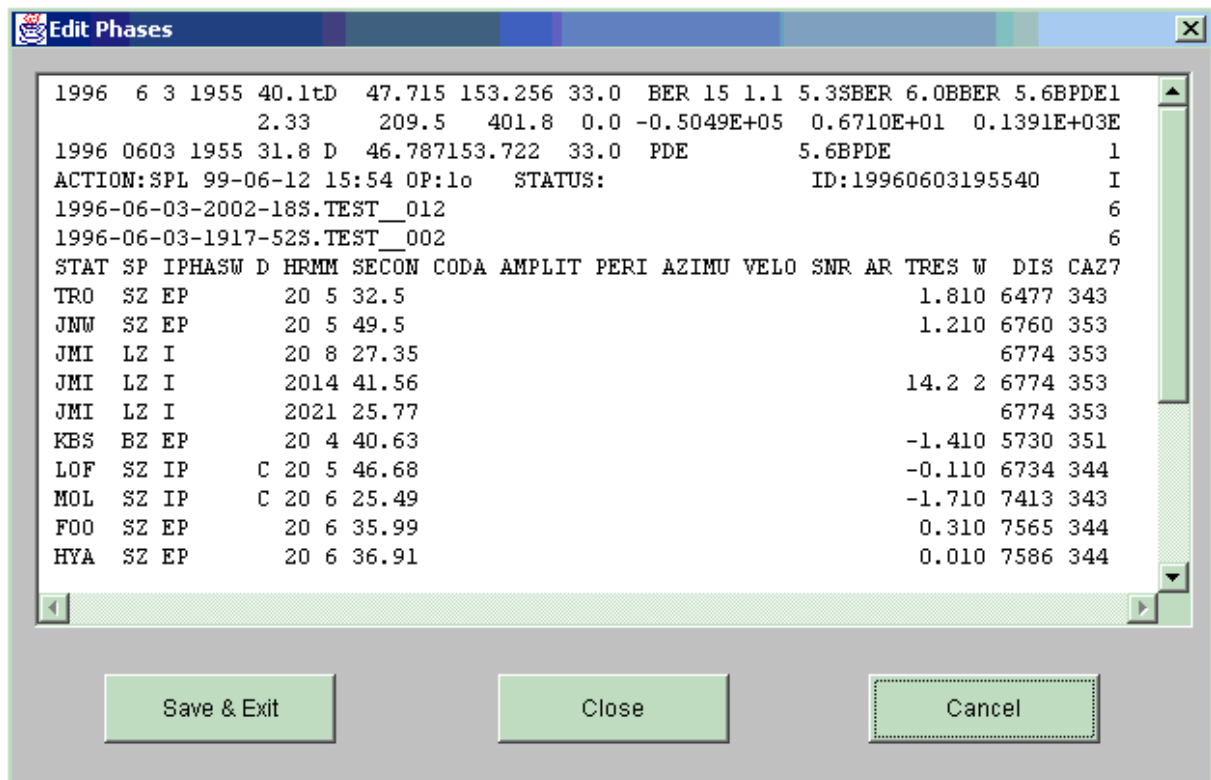 Edit Phases
1996  6 3 1955 40.1tD  47.715 153.256 33.0  BER 15 1.1 5.3SBER 6.0BBER 5.6BPDE1
2.33     209.5   401.8  0.0 -0.5049E+05  0.6710E+01  0.1391E+03E
1996 0603 1955 31.8 D  46.787153.722  33.0  PDE          5.6BPDE                     1
ACTION:SPL 99-06-12 15:54 OP:lo   STATUS:               ID:19960603195540     I
1996-06-03-2002-18S.TEST__012                                                 6
1996-06-03-1917-52S.TEST__002                                                 6
STAT SP IPHASW D HRMM SECON CODA AMPLIT PERI AZIMU VELO SNR AR TRES W  DIS CAZ7
TRO  SZ EP       20 5 32.5                                     1.810 6477 343
JNW  SZ EP       20 5 49.5                                     1.210 6760 353
JMI  LZ I        20 8 27.35                                          6774 353
JMI  LZ I        2014 41.56                                   14.2 2 6774 353
JMI  LZ I        2021 25.77                                          6774 353
KBS  BZ EP       20 4 40.63                                   -1.410 5730 351
LOF  SZ IP     C 20 5 46.68                                   -0.110 6734 344
MOL  SZ IP     C 20 6 25.49                                   -1.710 7413 343
FOO  SZ EP       20 6 35.99                                    0.310 7565 344
HYA  SZ EP       20 6 36.91                                    0.010 7586 344
Save & Exit Close Cancel